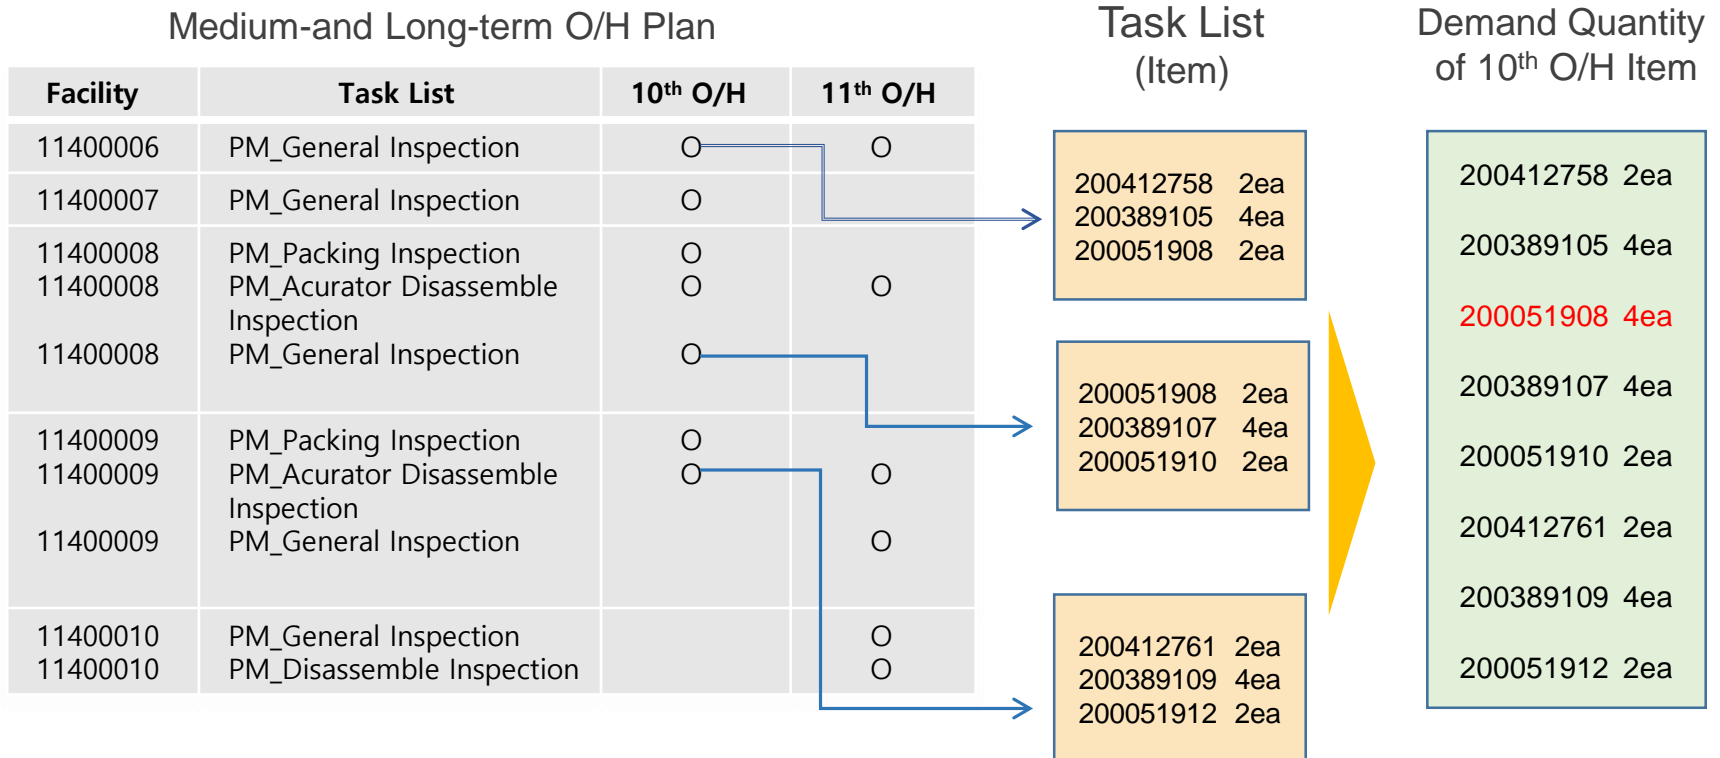 Medium-and Long-term O/H Plan
Facility Task List 10th O/H 11th O/H
11400006 PM_General Inspection O O
11400007 PM_General Inspection O
11400008 PM_Packing Inspection O
11400008 PM_Acurator Disassemble O O
Inspection
11400008 PM_General Inspection O
11400009 PM_Packing Inspection O
11400009 PM_Acurator Disassemble O O
Inspection
11400009 PM_General Inspection O
11400010 PM_General Inspection O
11400010 PM_Disassemble Inspection O
Task List
(Item)
200412758 2ea
200389105 4ea
200051908 2ea
200051908 2ea
200389107 4ea
200051910 2ea
200412761 2ea
200389109 4ea
200051912 2ea
Demand Quantity
of 10th O/H Item
200412758 2ea
200389105 4ea
200051908 4ea
200389107 4ea
200051910 2ea
200412761 2ea
200389109 4ea
200051912 2ea